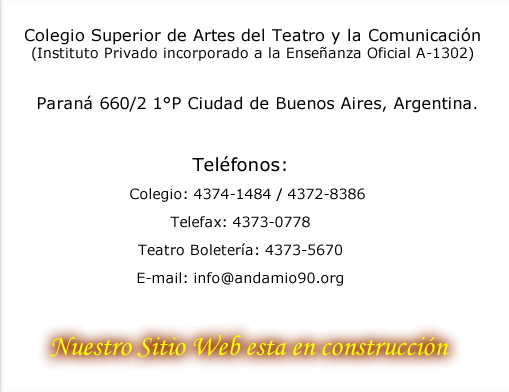 Colegio Superior de Artes del Teatro y la Comunicación
(Instituto Privado incorporado a la Enseñanza Oficial A-1302)
Paraná 660/2 1°P Ciudad de Buenos Aires, Argentina.
Teléfonos:
Colegio: 4374-1484 / 4372-8386
Telefax: 4373-0778
Teatro Boletería: 4373-5670
E-mail: info@andamio90.org
Nuestro Sitio Web esta en construcción